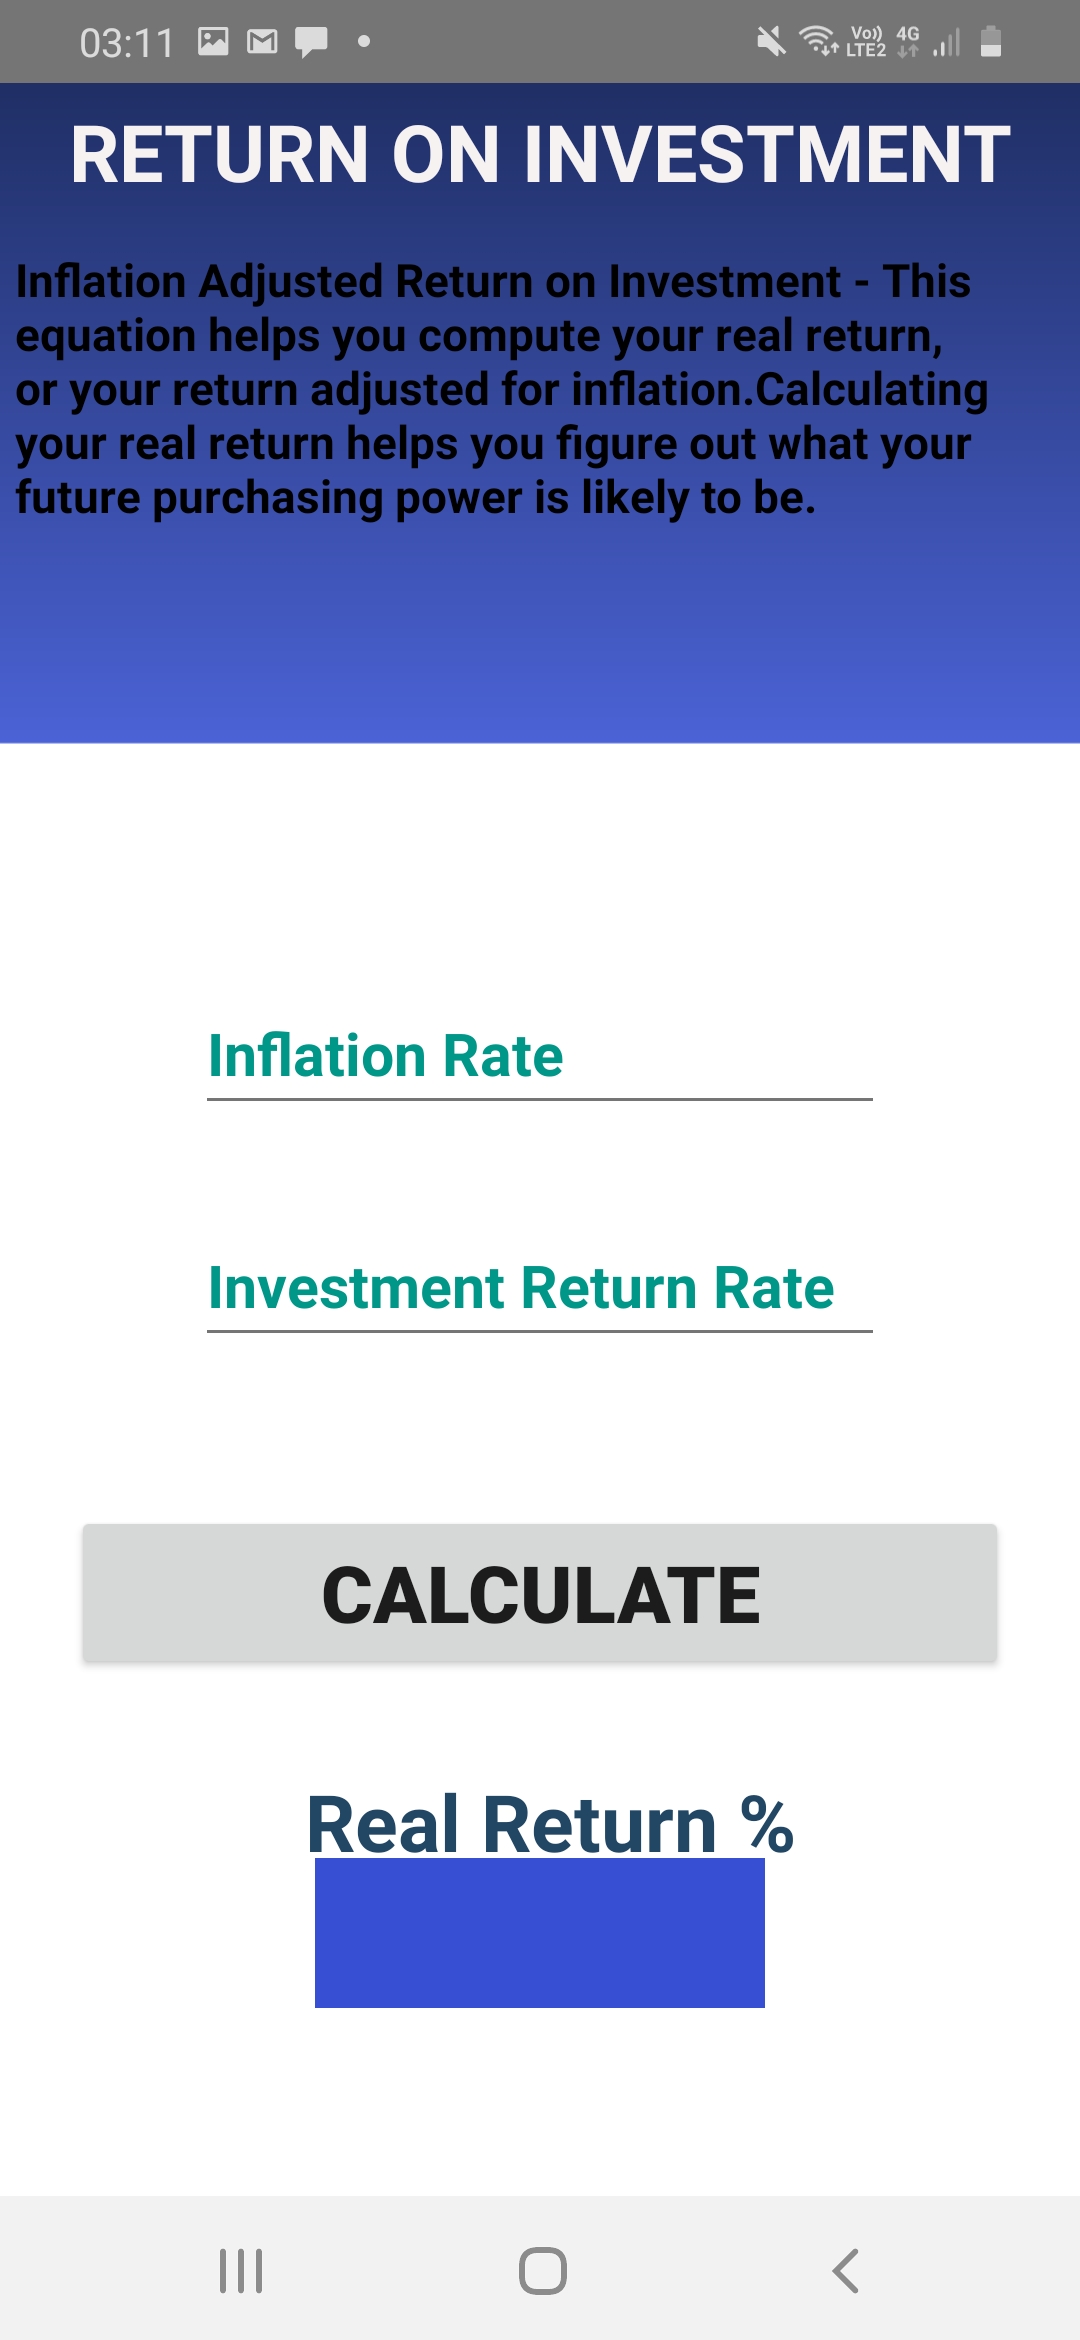 03:11
Vo)) 4G
LTE2
RETURN ON INVESTMENT
Inflation Adjusted Return on Investment - This
equation helps you compute your real return,
or your return adjusted for inflation.Calculating
your real return helps you figure out what your
future purchasing power is likely to be.
Inflation Rate
Investment Return Rate
CALCULATE
Real Return %